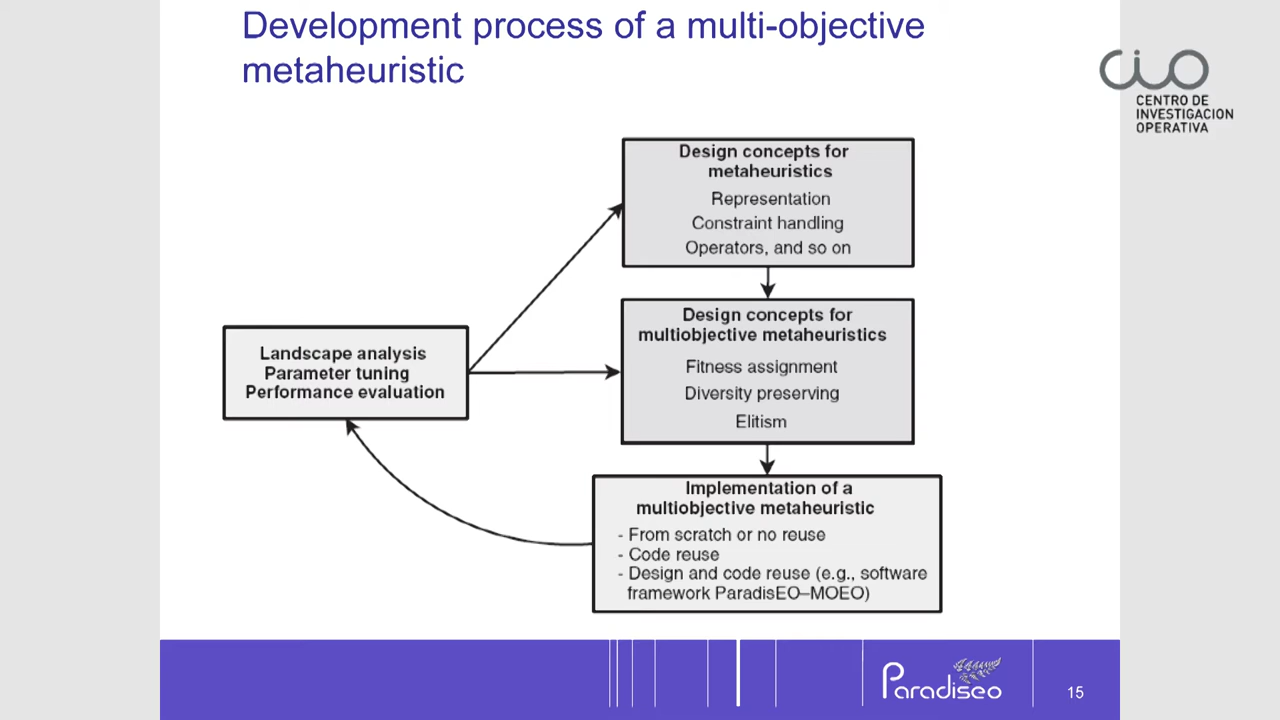 Development process of a multi-objective
metaheuristic
CIO
CENTRO DE
INVESTIGACION
OPERATIVA
Design concepts for
metaheuristics
Representation
Constraint handling
Operators, and so on
Design concepts for
multiobjective metaheuristics
Fitness assignment
Diversity preserving
Elitism
Landscape analysis
Parameter tuning
Performance evaluation
Implementation of a
multiobjective metaheuristic
- From scratch or no reuse
- Code reuse
- Design and code reuse (e.g., software
framework ParadisEO–MOEO)
Paradiseo
15